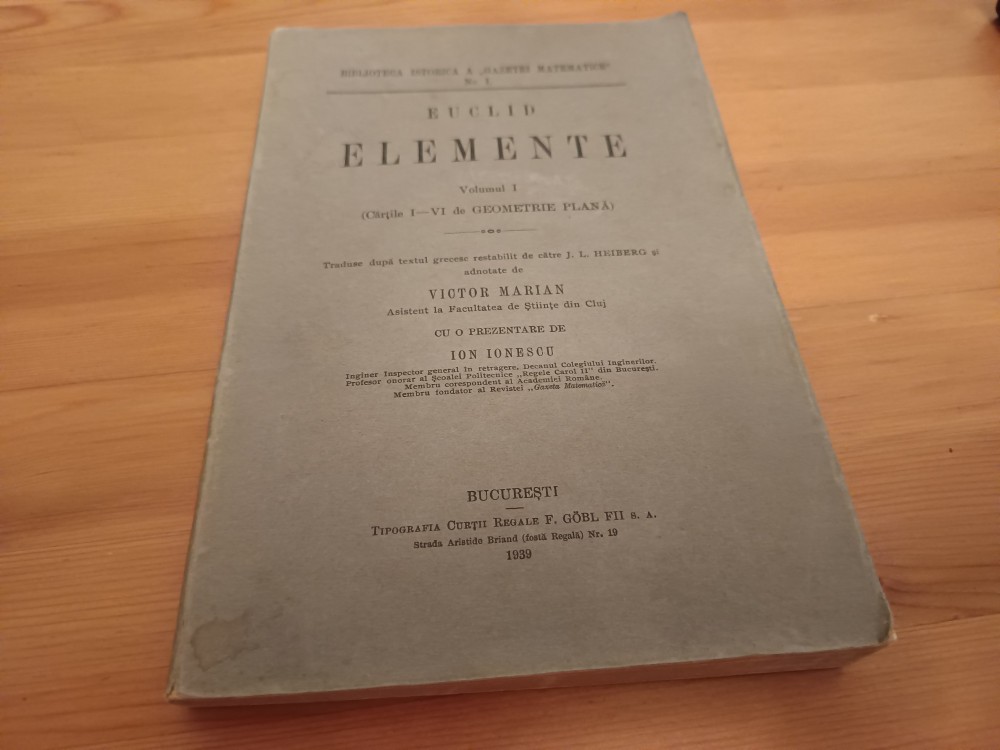 BIBLIOTECA ISTORICA A „GAZETEI MATEMATICE"
No. 1
EUCLID
ELEMENTE
Volumul I
(Cărţile I—VI de GEOMETRIE PLANĂ)
Traduse după textul grecesc restabilit de către J. L. HEIBERG şi
adnotate de
VICTOR MARIAN
Asistent la Facultatea de Ştiinţe din Cluj
CU O PREZENTARE DE
ION IONESCU
Inginer Inspector general în retragere, Decanul Colegiului Inginerilor.
Profesor onorar al Şcoalei Politecnice „Regele Carol II" din Bucureşti.
Membru corespondent al Academiei Române.
Membru fondator al Revistei „Gazeta Matematică".
BUCUREŞTI
TIPOGRAFIA CURŢII REGALE F. GÖBL FII S. A.
Strada Aristide Briand (fostă Regală) Nr. 19
1939